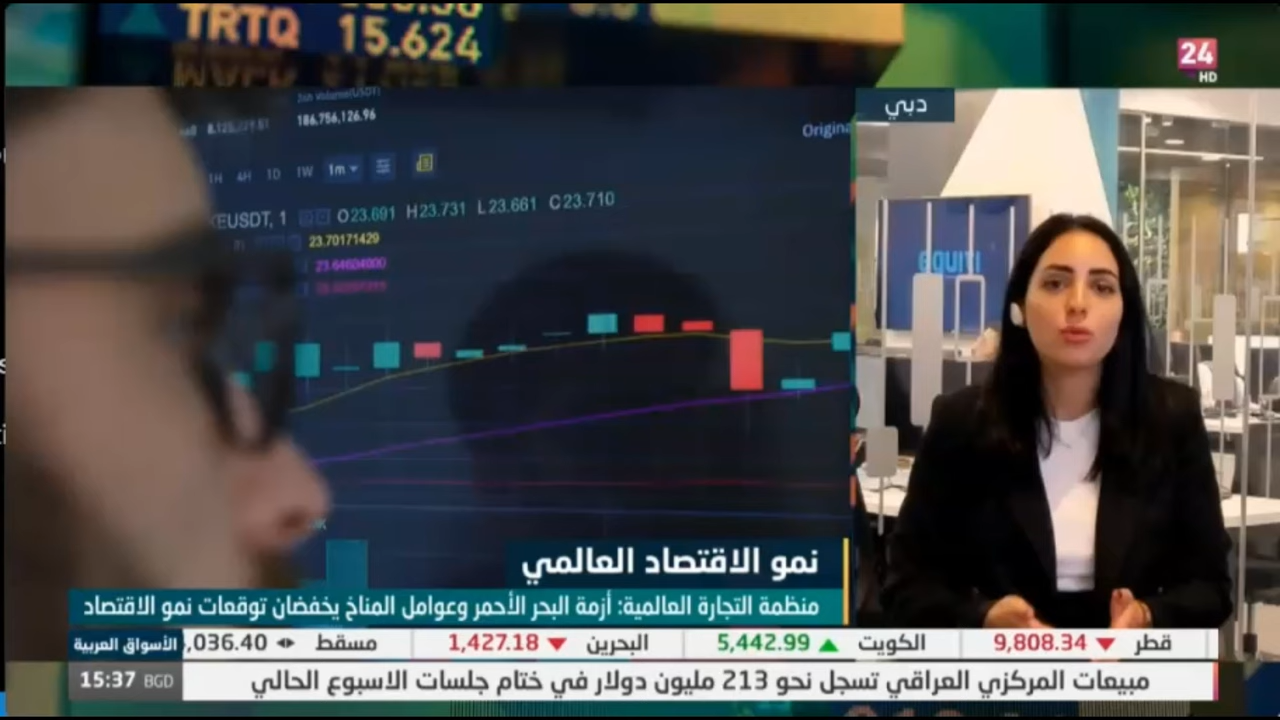 TRTQ 15.624
24
HD
دبي
186,756,126.96
Origina
4H 1D 1W 1m
EUSDT, 1 O23.691 H23.731 L23.661 C23.710
23.70171429
EQUITI
نمو الاقتصاد العالمي
منظمة التجارة العالمية: أزمة البحر الأحمر وعوامل المناخ يخفضان توقعات نمو الاقتصاد
قطر 9,808.34 الكويت 5,442.99 البحرين 1,427.18 مسقط ,036.40 الأسواق العربية
مبيعات المركزي العراقي تسجل نحو 213 مليون دولار في ختام جلسات الاسبوع الحالي
15:37 BGD